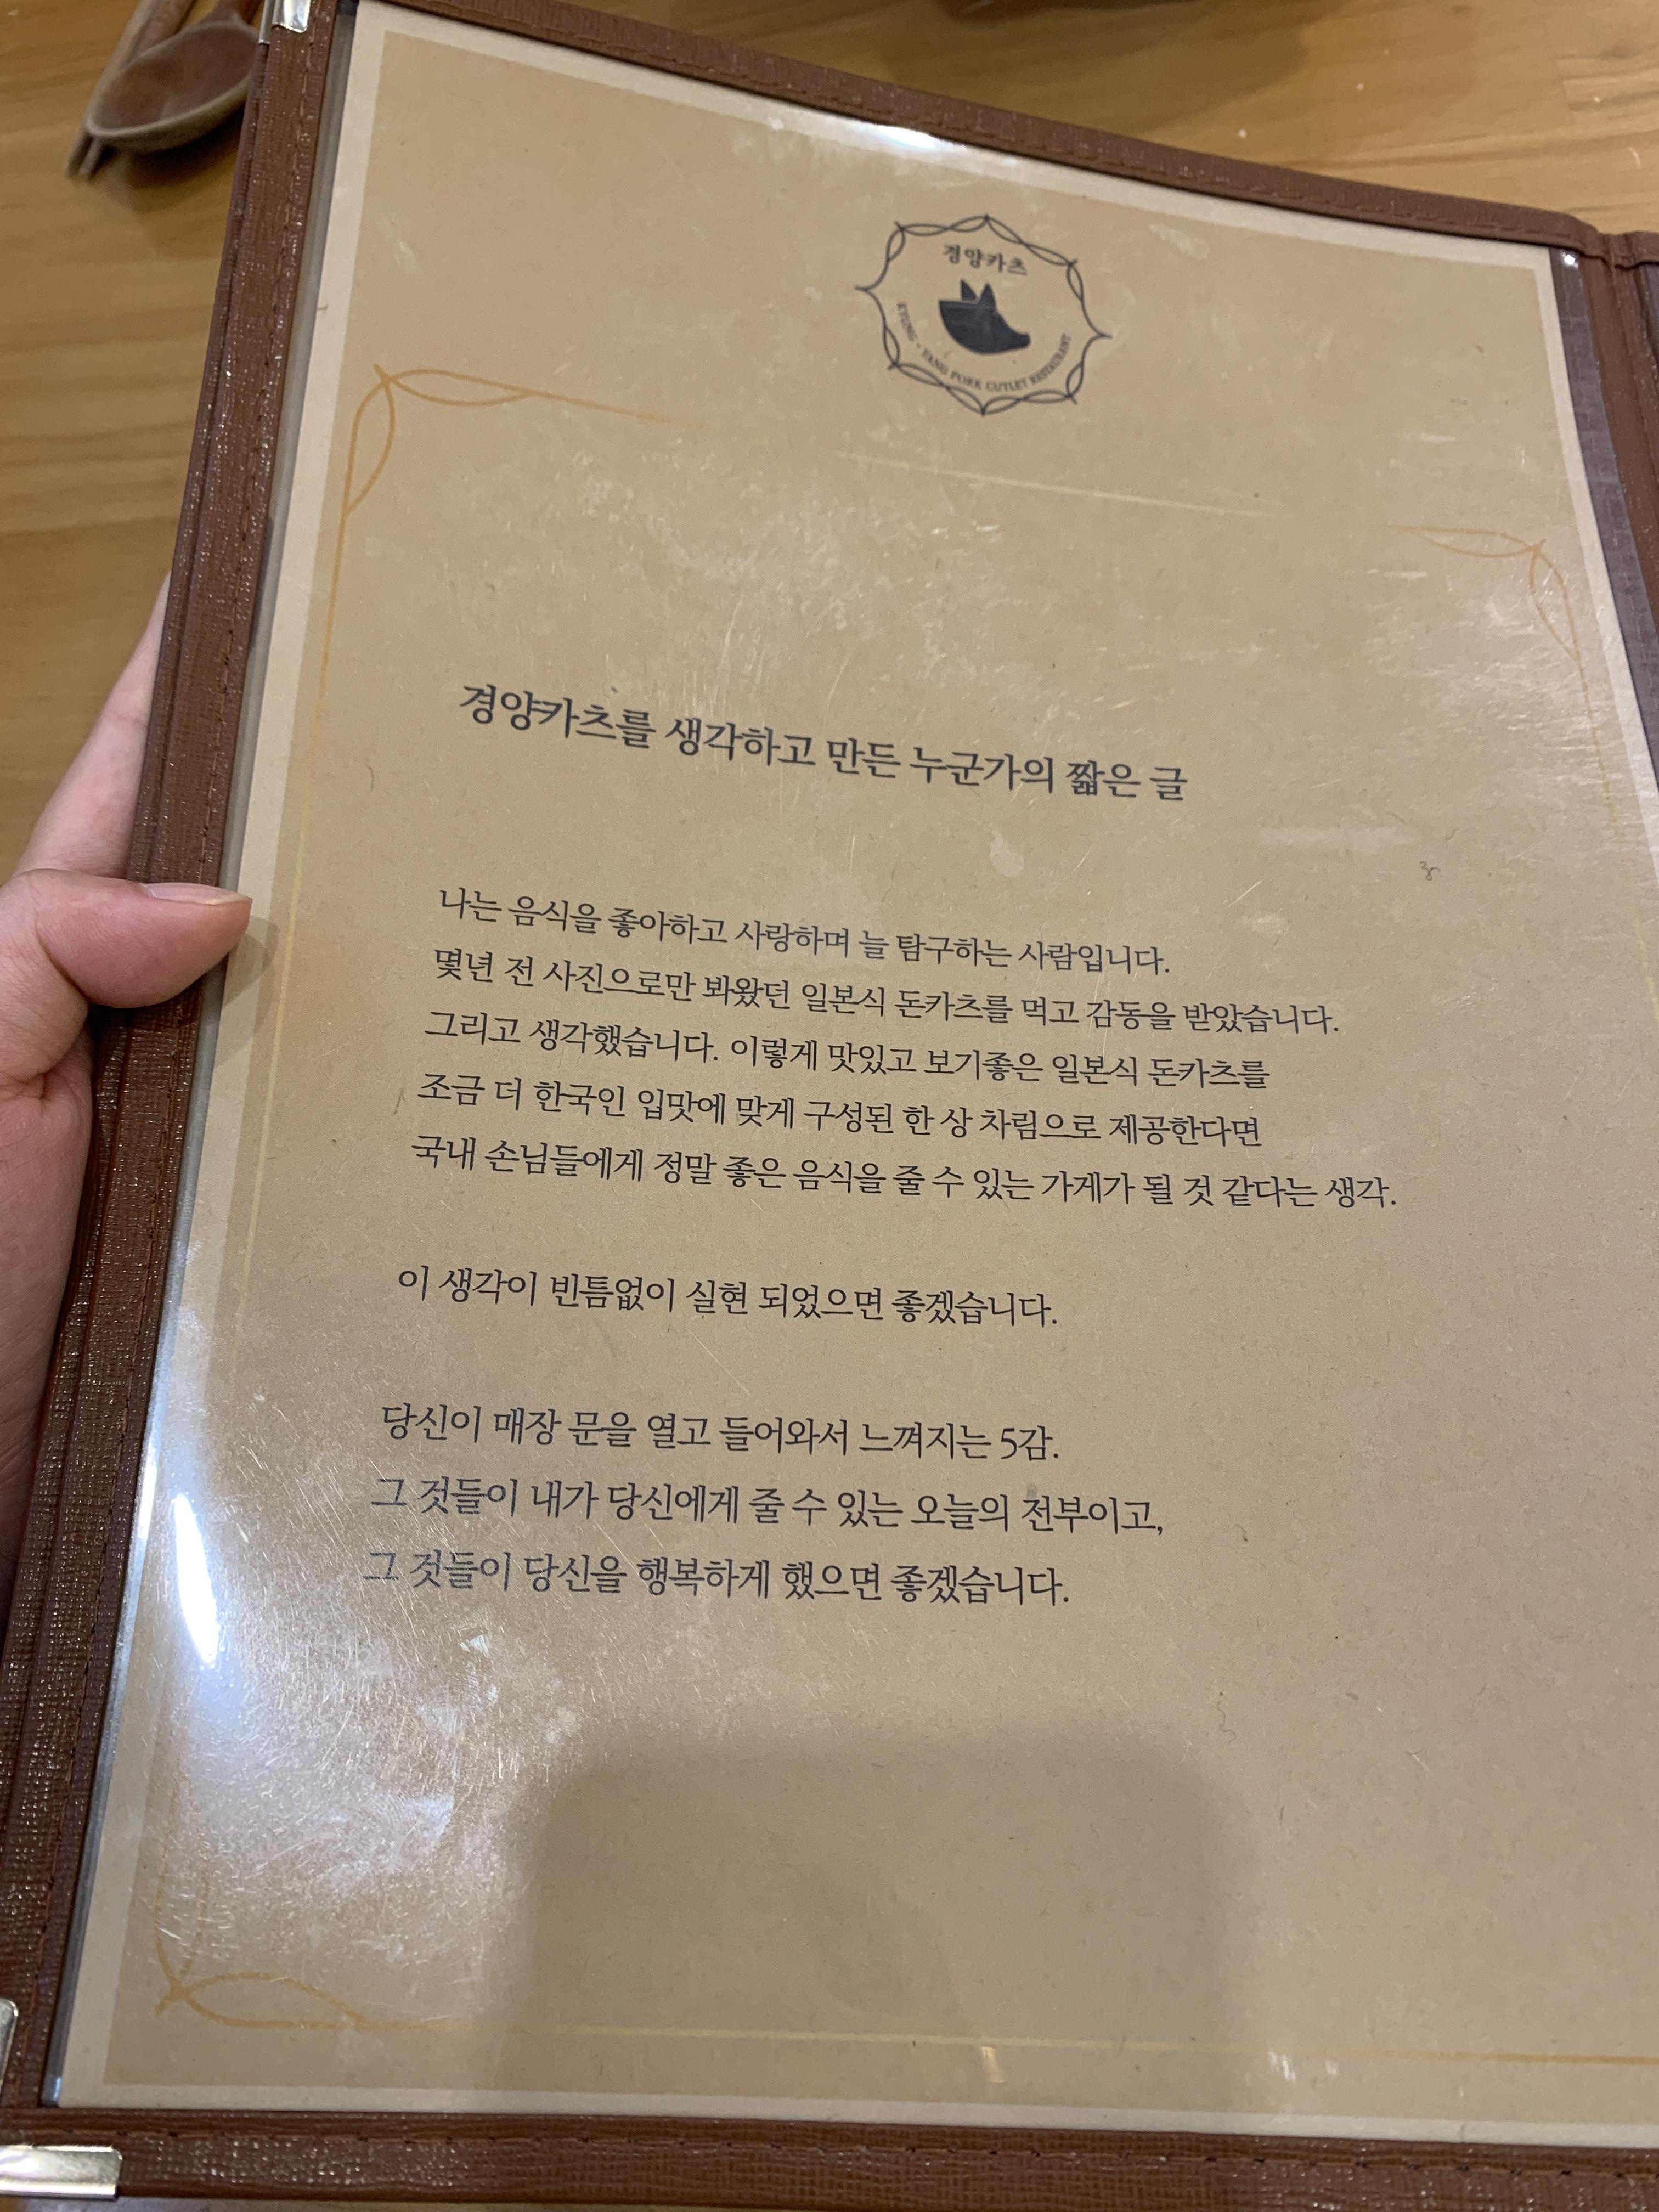 경양카츠
KYUNG - YANG PORK CUTLET RESTAURANT
경양카츠를 생각하고 만든 누군가의 짧은 글
나는 음식을 좋아하고 사랑하며 늘 탐구하는 사람입니다.
몇년 전 사진으로만 봐왔던 일본식 돈카츠를 먹고 감동을 받았습니다.
그리고 생각했습니다. 이렇게 맛있고 보기좋은 일본식 돈카츠를
조금 더 한국인 입맛에 맞게 구성된 한 상 차림으로 제공한다면
국내 손님들에게 정말 좋은 음식을 줄 수 있는 가게가 될 것 같다는 생각.
이 생각이 빈틈없이 실현 되었으면 좋겠습니다.
당신이 매장 문을 열고 들어와서 느껴지는 5감.
그 것들이 내가 당신에게 줄 수 있는 오늘의 전부이고,
그 것들이 당신을 행복하게 했으면 좋겠습니다.